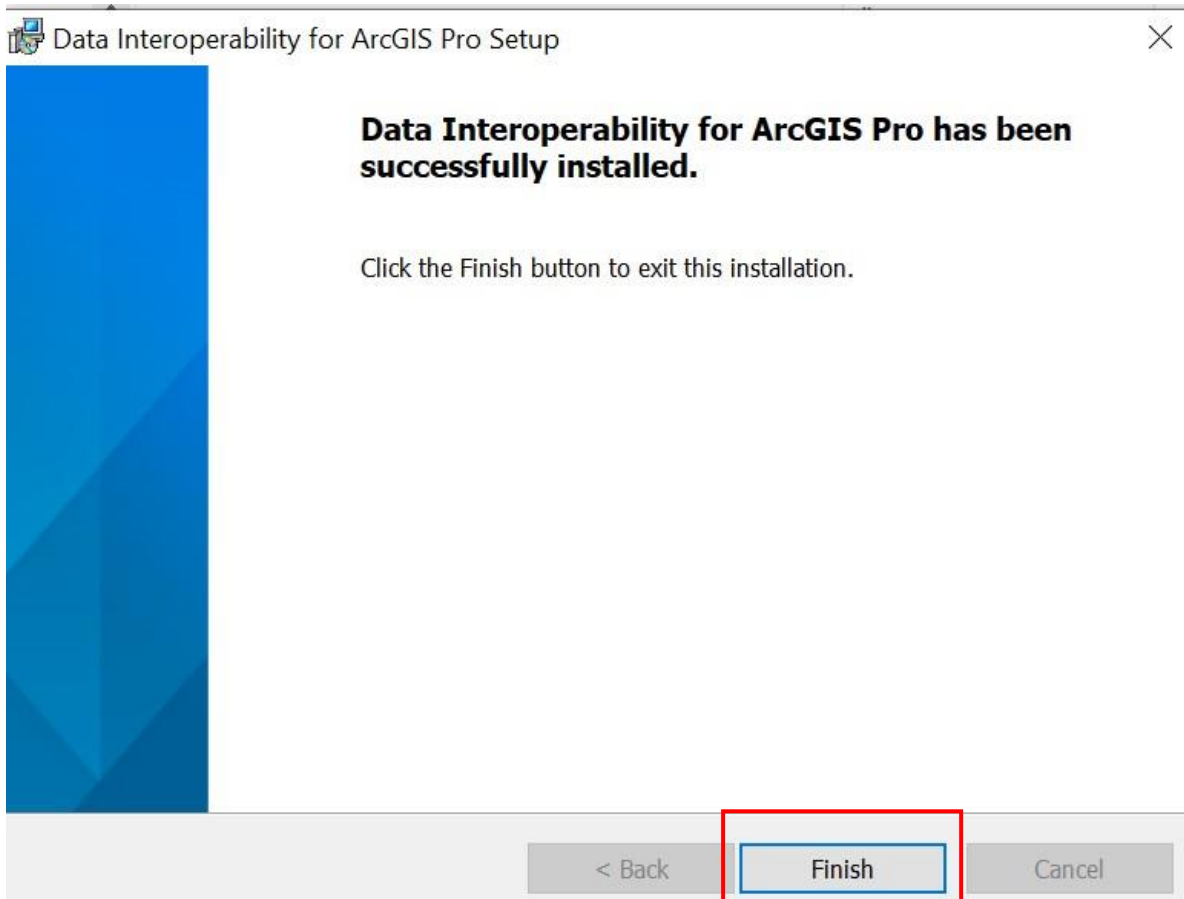 Data Interoperability for ArcGIS Pro Setup
Data Interoperability for ArcGIS Pro has been
successfully installed.
Click the Finish button to exit this installation.
< Back
Finish
Cancel